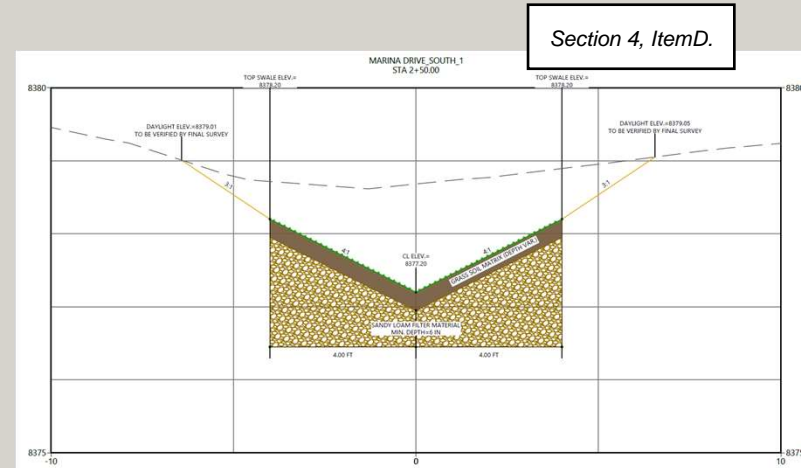 Section 4, ItemD.
MARINA DRIVE_SOUTH_1
STA 2+50.00
TOP SWALE ELEV.=
8378.20
TOP SWALE ELEV.=
8378.20
8380
8380
DAYLIGHT ELEV.=8379.01
TO BE VERIFIED BY FINAL SURVEY
DAYLIGHT ELEV.=8379.05
TO BE VERIFIED BY FINAL SURVEY
3:1
3:1
4:1
4:1
CL ELEV.=
8377.20
GRASS SOIL MATRIX (DEPTH VAR.)
SANDY LOAM FILTER MATERIAL
MIN. DEPTH=6 IN
4.00 FT
4.00 FT
8375
8375
-10
0
10